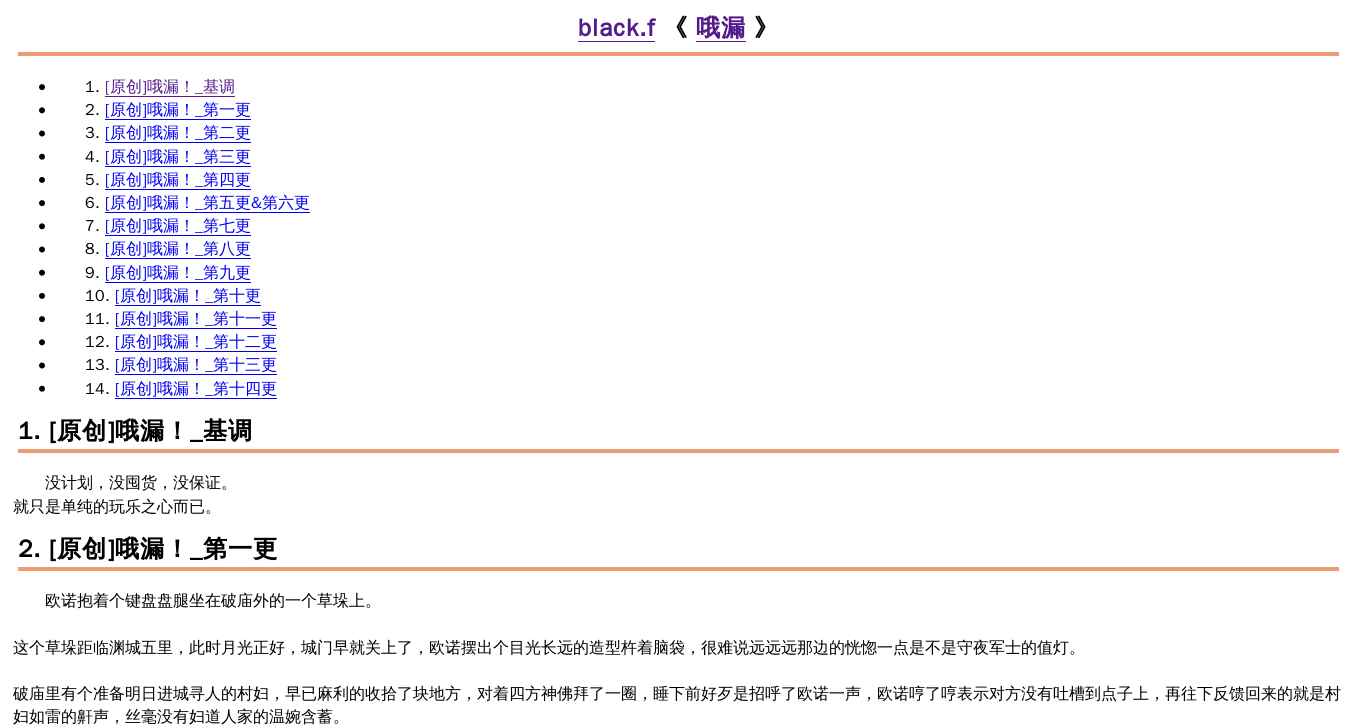 black.f 《 哦漏 》
1. [原创]哦漏！_基调
2. [原创]哦漏！_第一更
3. [原创]哦漏！_第二更
4. [原创]哦漏！_第三更
5. [原创]哦漏！_第四更
6. [原创]哦漏！_第五更&第六更
7. [原创]哦漏！_第七更
8. [原创]哦漏！_第八更
9. [原创]哦漏！_第九更
10. [原创]哦漏！_第十更
11. [原创]哦漏！_第十一更
12. [原创]哦漏！_第十二更
13. [原创]哦漏！_第十三更
14. [原创]哦漏！_第十四更
1. [原创]哦漏！_基调
没计划，没囤货，没保证。
就只是单纯的玩乐之心而已。
2. [原创]哦漏！_第一更
欧诺抱着个键盘盘腿坐在破庙外的一个草垛上。
这个草垛距临渊城五里，此时月光正好，城门早就关上了，欧诺摆出个目光长远的造型杵着脑袋，很难说远远远那边的恍惚一点是不是守夜军士的值灯。
破庙里有个准备明日进城寻人的村妇，早已麻利的收拾了块地方，对着四方神佛拜了一圈，睡下前好歹是招呼了欧诺一声，欧诺哼了哼表示对方没有吐槽到点子上，再往下反馈回来的就是村
妇如雷的鼾声，丝毫没有妇道人家的温婉含蓄。